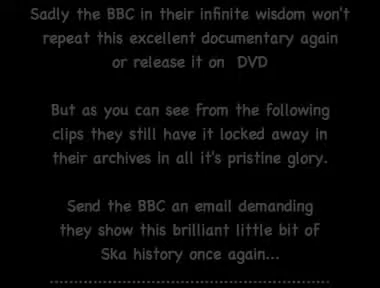 Sadly the BBC in their infinite wisdom won't
repeat this excellent documentary again
or release it on DVD
But as you can see from the following
clips they still have it locked away in
their archives in all it's pristine glory.
Send the BBC an email demanding
they show this brilliant little bit of
Ska history once again...
........................................................